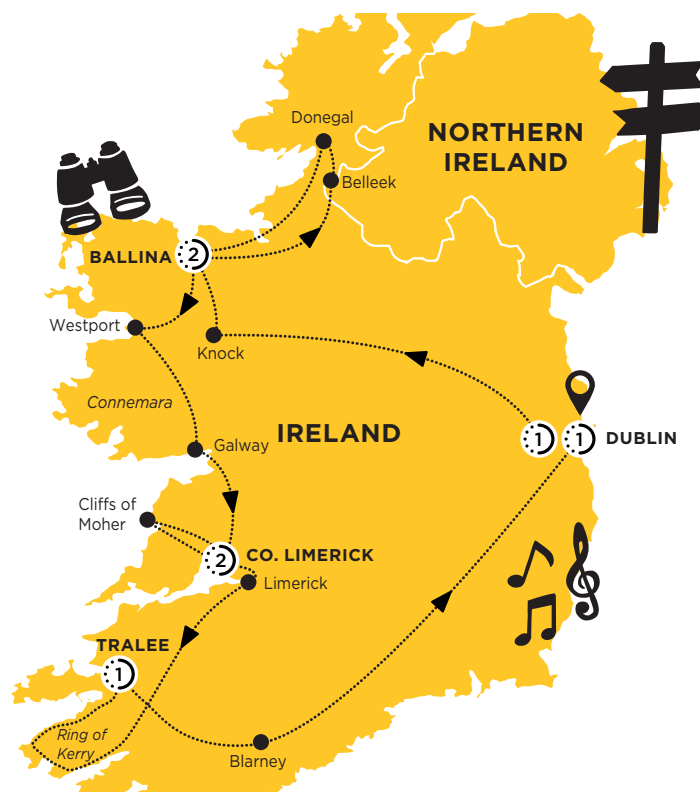 Donegal
NORTHERN
IRELAND
Belleek
BALLINA
2
Westport
Knock
Connemara
IRELAND
Galway
1
1
DUBLIN
Cliffs of
Moher
2
CO. LIMERICK
Limerick
TRALEE
1
Ring of
Kerry
Blarney